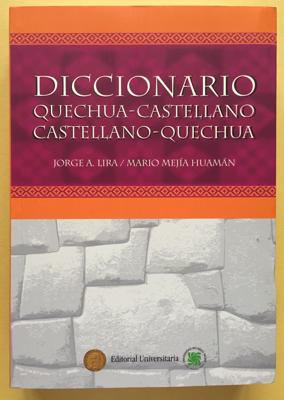 DICCIONARIO
QUECHUA-CASTELLANO
CASTELLANO-QUECHUA
JORGE A. LIRA / MARIO MEJÍA HUAMÁN
Editorial Universitaria